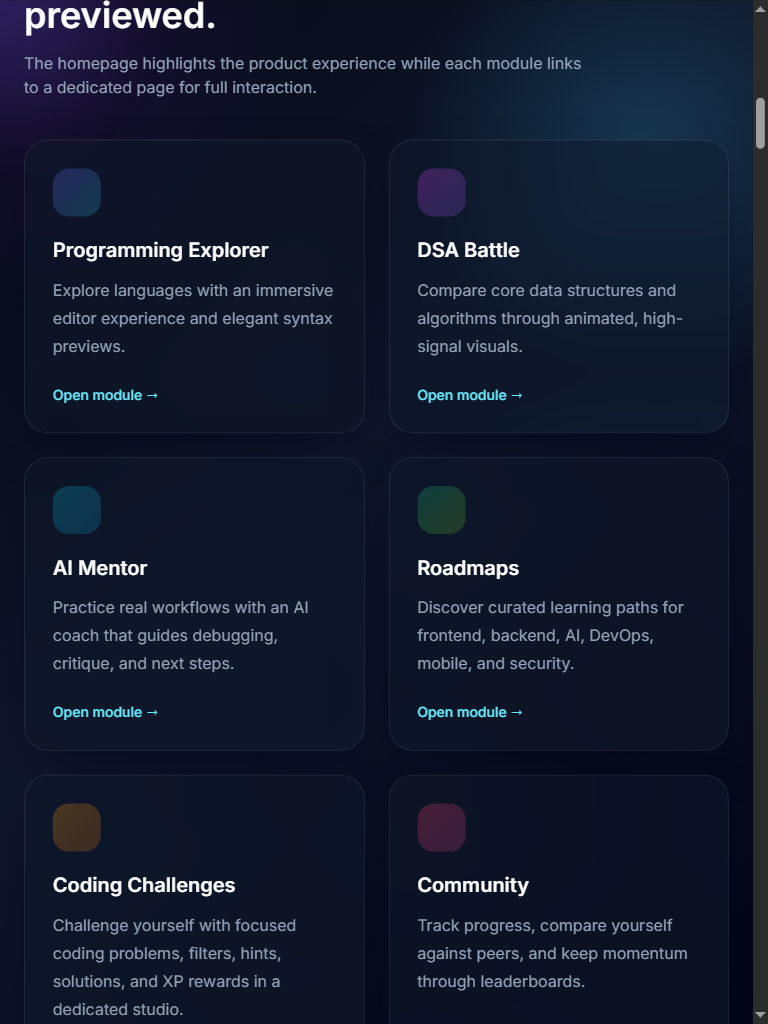 previewed.
The homepage highlights the product experience while each module links
to a dedicated page for full interaction.
Programming Explorer
Explore languages with an immersive
editor experience and elegant syntax
previews.
Open module →
DSA Battle
Compare core data structures and
algorithms through animated, high-
signal visuals.
Open module →
AI Mentor
Practice real workflows with an AI
coach that guides debugging,
critique, and next steps.
Open module →
Roadmaps
Discover curated learning paths for
frontend, backend, AI, DevOps,
mobile, and security.
Open module →
Coding Challenges
Challenge yourself with focused
coding problems, filters, hints,
solutions, and XP rewards in a
dedicated studio.
Community
Track progress, compare yourself
against peers, and keep momentum
through leaderboards.